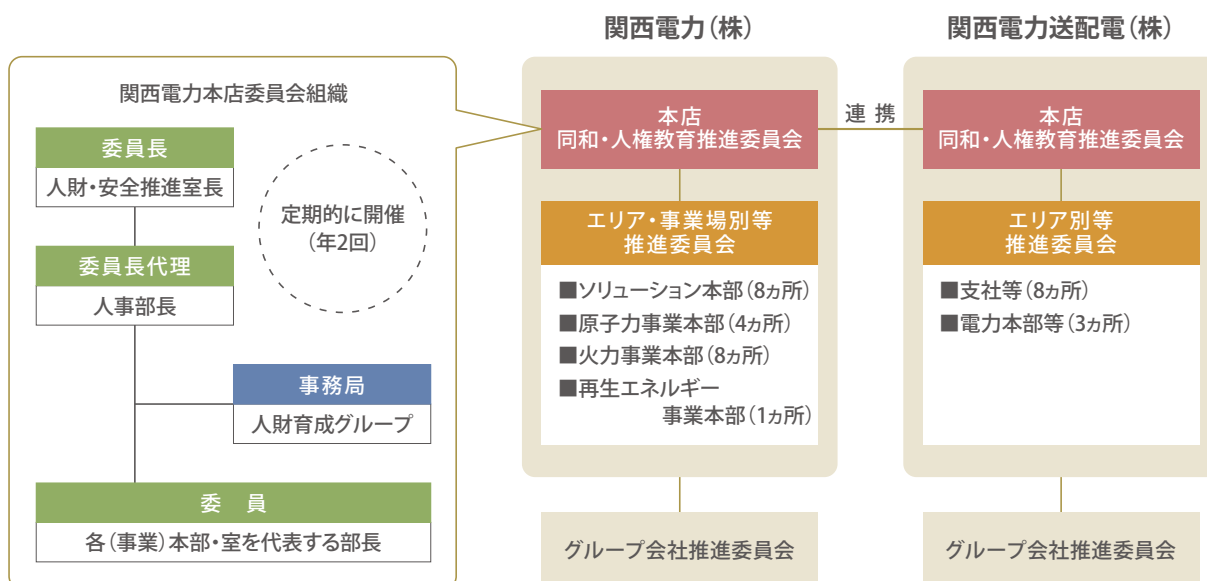 関西電力(株)
関西電力送配電(株)
関西電力本店委員会組織
委員長
人財・安全推進室長
定期的に開催
(年2回)
委員長代理
人事部長
事務局
人財育成グループ
委 員
各(事業)本部・室を代表する部長
本店
同和・人権教育推進委員会
連 携
本店
同和・人権教育推進委員会
エリア・事業場別等
推進委員会
■ソリューション本部(8ヵ所)
■原子力事業本部(4ヵ所)
■火力事業本部(8ヵ所)
■再生エネルギー
事業本部(1ヵ所)
エリア別等
推進委員会
■支社等(8ヵ所)
■電力本部等(3ヵ所)
グループ会社推進委員会
グループ会社推進委員会